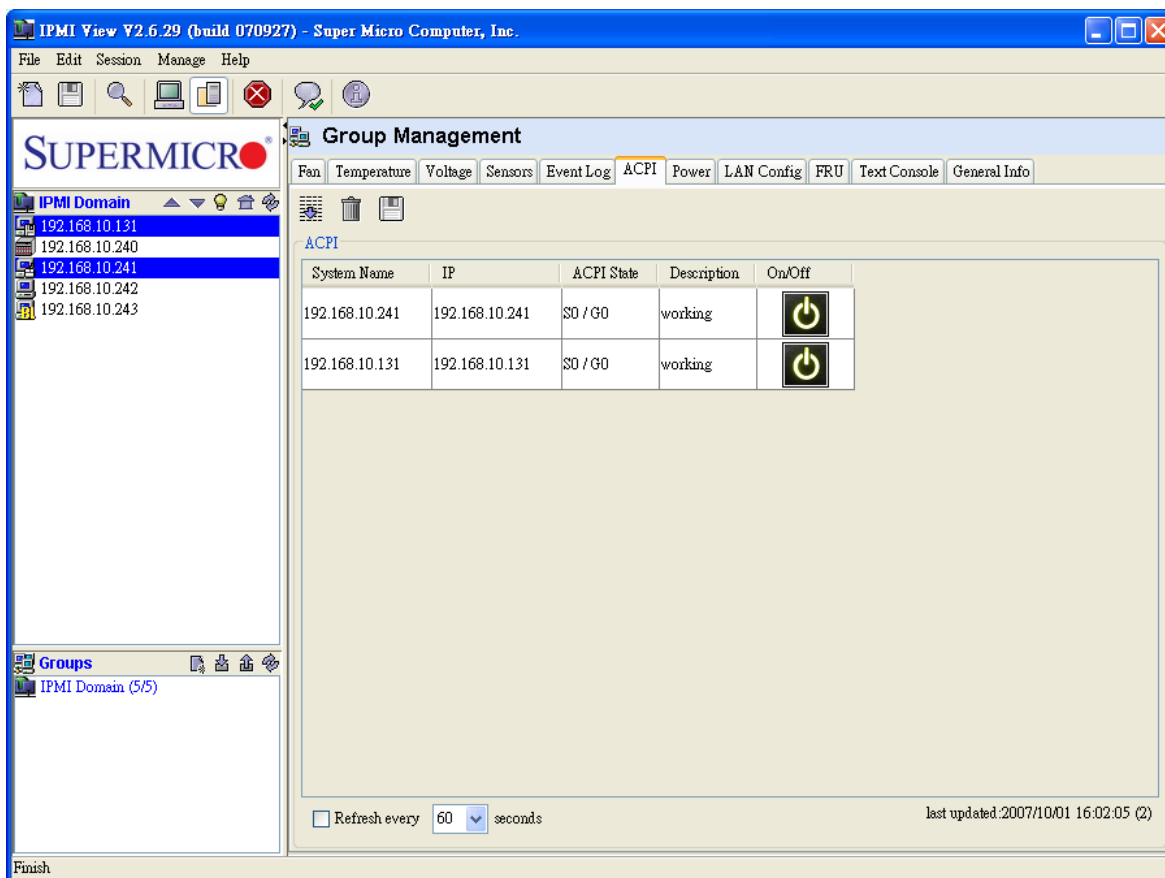 IPMI View V2.6.29 (build 070927) - Super Micro Computer, Inc.
File Edit Session Manage Help
SUPERMICRO®
Group Management
Fan Temperature Voltage Sensors Event Log ACPI Power LAN Config FRU Text Console General Info
IPMI Domain
192.168.10.131
192.168.10.240
192.168.10.241
192.168.10.242
192.168.10.243
ACPI
System Name IP ACPI State Description On/Off
192.168.10.241 192.168.10.241 S0 / G0 working
192.168.10.131 192.168.10.131 S0 / G0 working
Groups
IPMI Domain (5/5)
Refresh every 60 seconds
last updated:2007/10/01 16:02:05 (2)
Finish